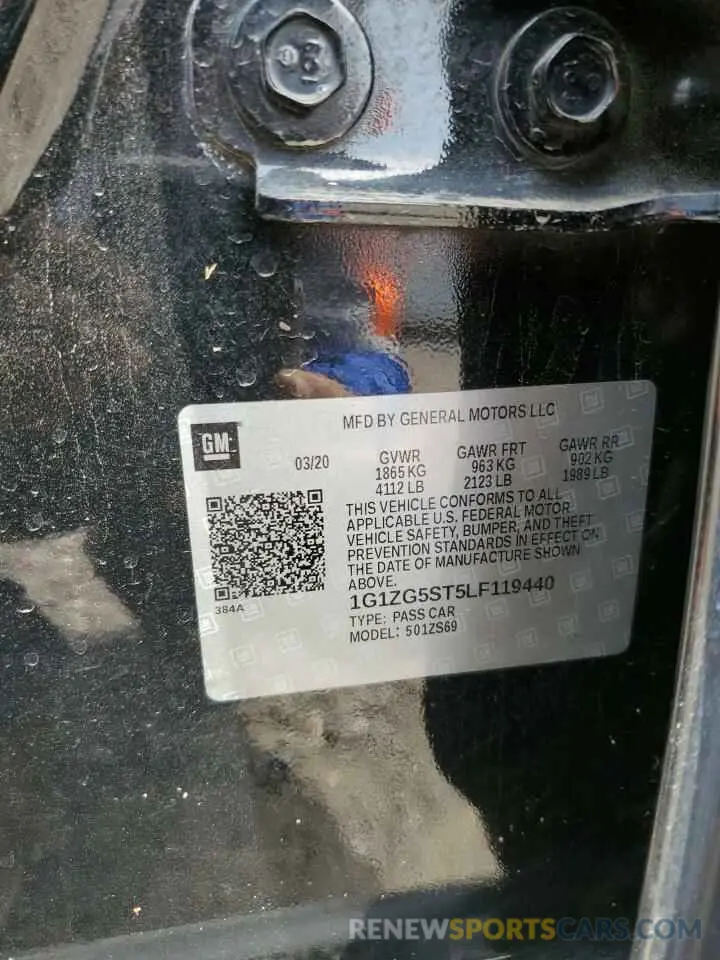 MFD BY GENERAL MOTORS LLC
GM
03/20
GVWR
1865 KG
4112 LB
GAWR FRT
963 KG
2123 LB
GAWR RR
902 KG
1989 LB
THIS VEHICLE CONFORMS TO ALL
APPLICABLE U.S. FEDERAL MOTOR
VEHICLE SAFETY, BUMPER, AND THEFT
PREVENTION STANDARDS IN EFFECT ON
THE DATE OF MANUFACTURE SHOWN
ABOVE.
384A
1G1ZG5ST5LF119440
TYPE: PASS CAR
MODEL: 501ZS69
RENEWSPORTSCARS.COM